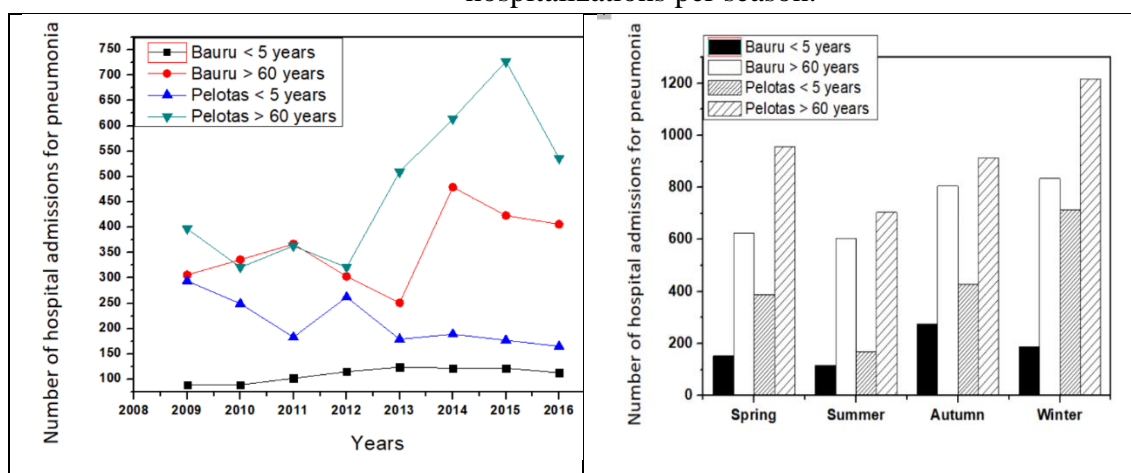 hospitalizations per season.
Number of hospital admissions for pneumonia
750
700
650
600
550
500
450
400
350
300
250
200
150
100
Bauru < 5 years
Bauru > 60 years
Pelotas < 5 years
Pelotas > 60 years
2008 2009 2010 2011 2012 2013 2014 2015 2016
Years
Number of hospital admissions for pneumonia
1200
1000
800
600
400
200
0
Bauru < 5 years
Bauru > 60 years
Pelotas < 5 years
Pelotas > 60 years
Spring Summer Autumn Winter